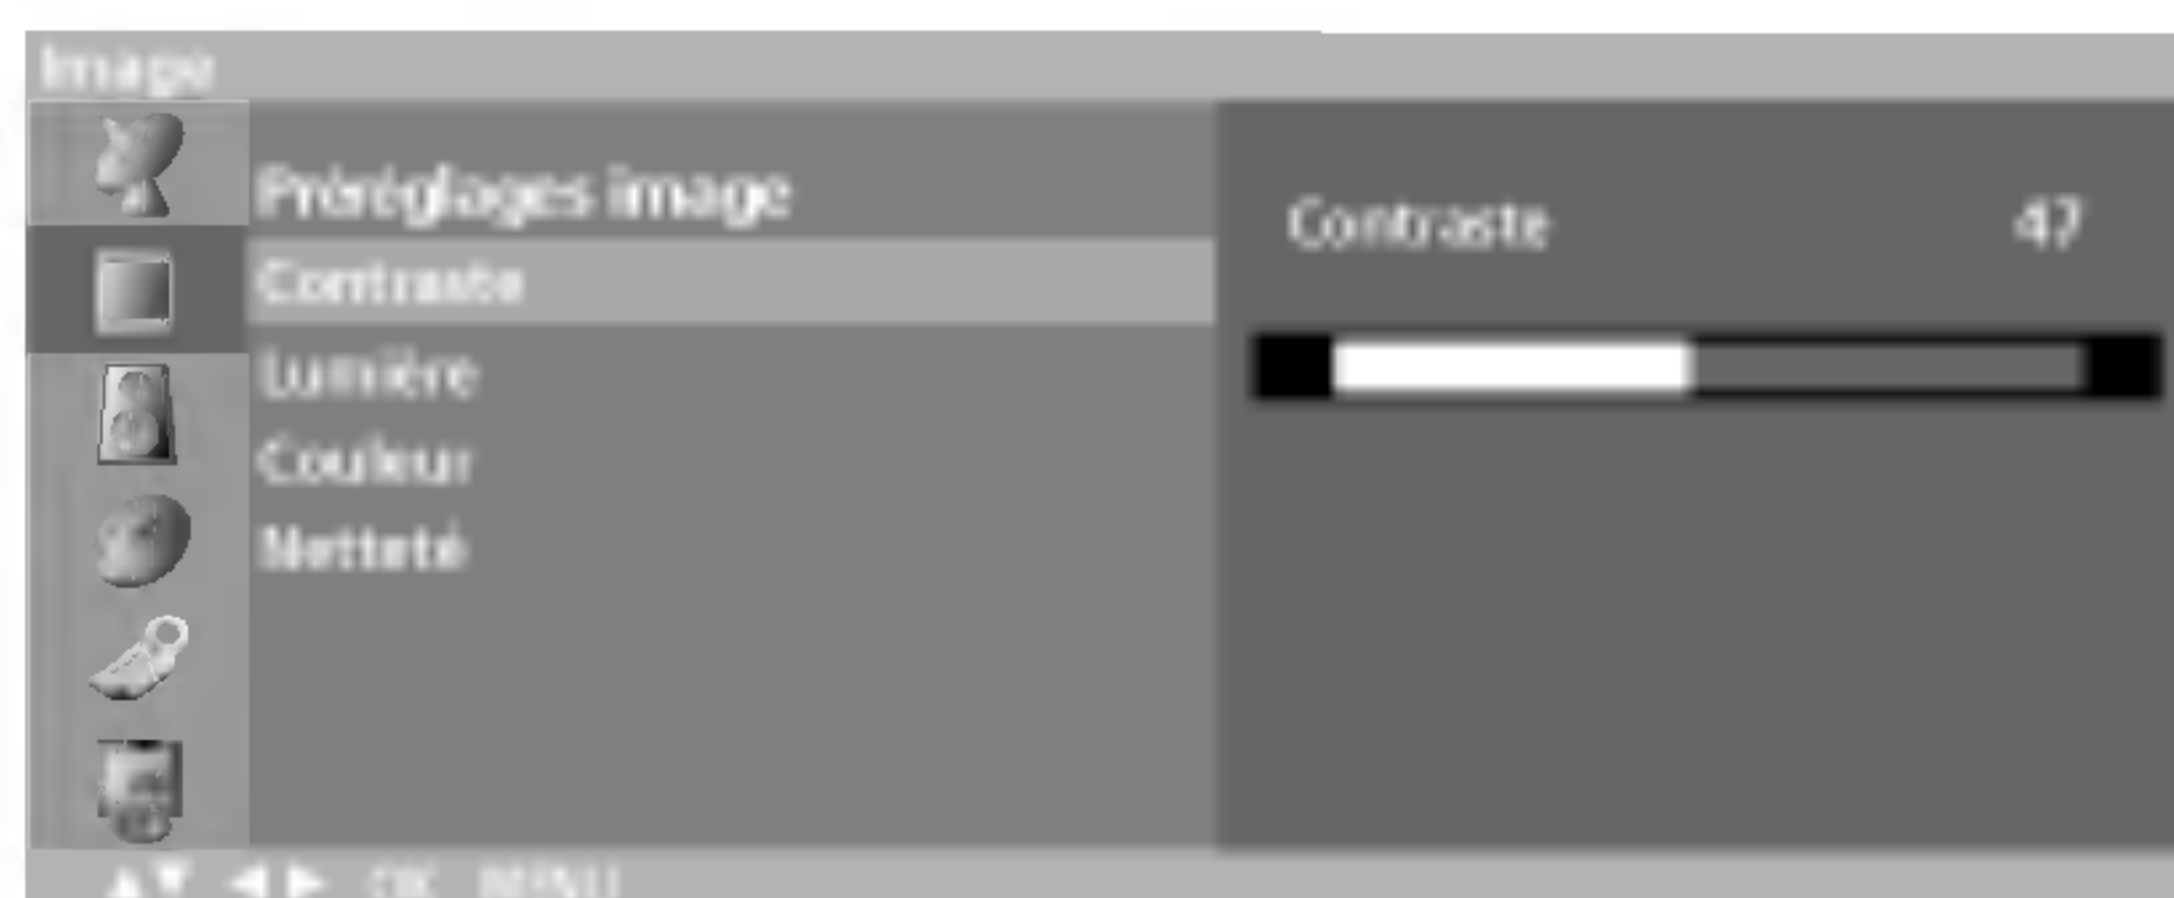 Image
Préréglages image
Contraste
Lumière
Couleur
Netteté
Contraste 47
▲▼ ◀▶ OK MENU